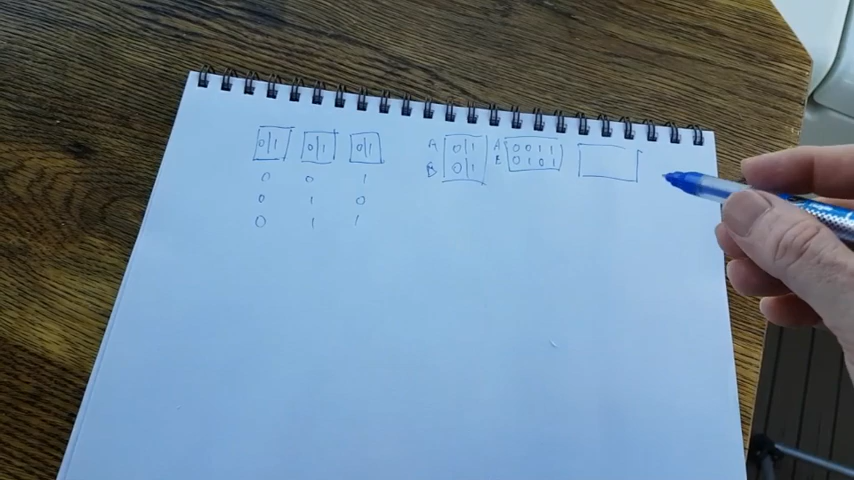 0|1 0|1 0|1
0 0 1
0 1 0
0 1 1
A 0|1
B 0|1
A 0 0 1 1
B 0 1 0 1